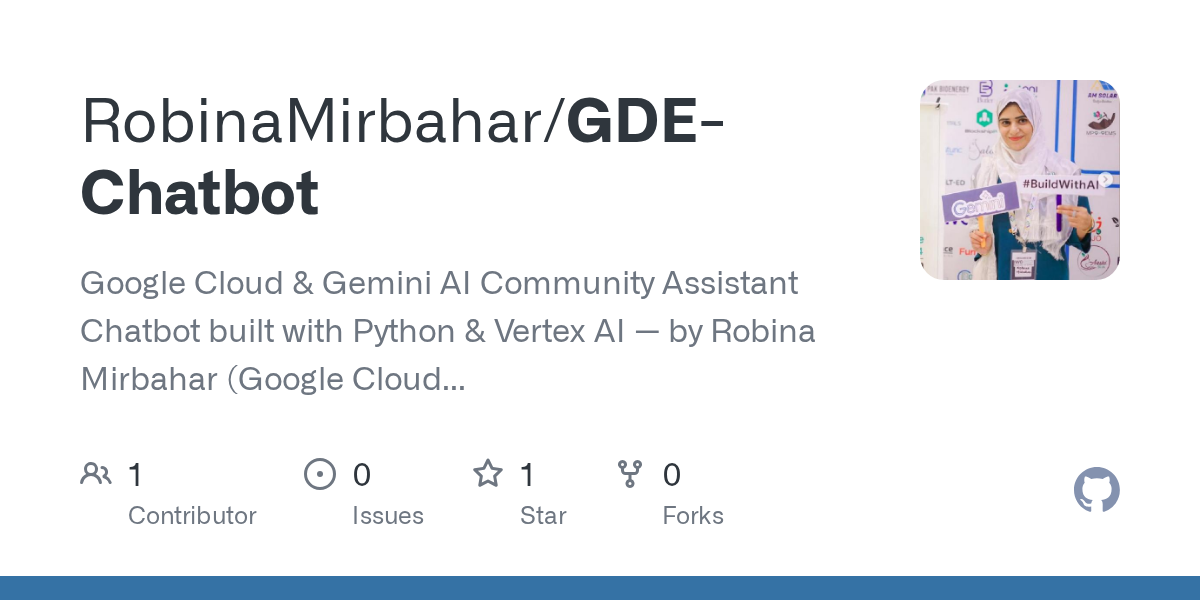 RobinaMirbahar/GDE-
Chatbot
Google Cloud & Gemini AI Community Assistant
Chatbot built with Python & Vertex AI — by Robina
Mirbahar (Google Cloud...
1
Contributor
0
Issues
1
Star
0
Forks
#BuildWithAI
Gemini